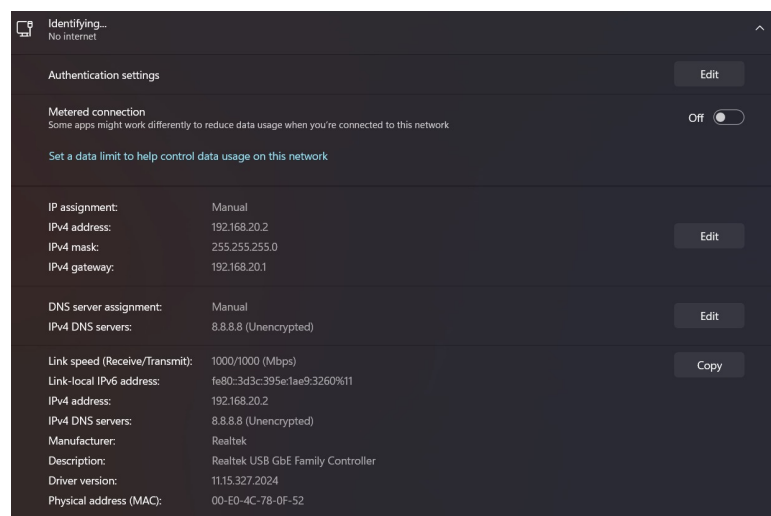 Identifying...
No internet
Authentication settings
Edit
Metered connection
Some apps might work differently to reduce data usage when you're connected to this network
Off
Set a data limit to help control data usage on this network
IP assignment: Manual
IPv4 address: 192.168.20.2
IPv4 mask: 255.255.255.0
IPv4 gateway: 192.168.20.1
Edit
DNS server assignment: Manual
IPv4 DNS servers: 8.8.8.8 (Unencrypted)
Edit
Link speed (Receive/Transmit): 1000/1000 (Mbps)
Copy
Link-local IPv6 address: fe80::3d3c:395e:1ae9:3260%11
IPv4 address: 192.168.20.2
IPv4 DNS servers: 8.8.8.8 (Unencrypted)
Manufacturer: Realtek
Description: Realtek USB GbE Family Controller
Driver version: 11.15.327.2024
Physical address (MAC): 00-E0-4C-78-0F-52